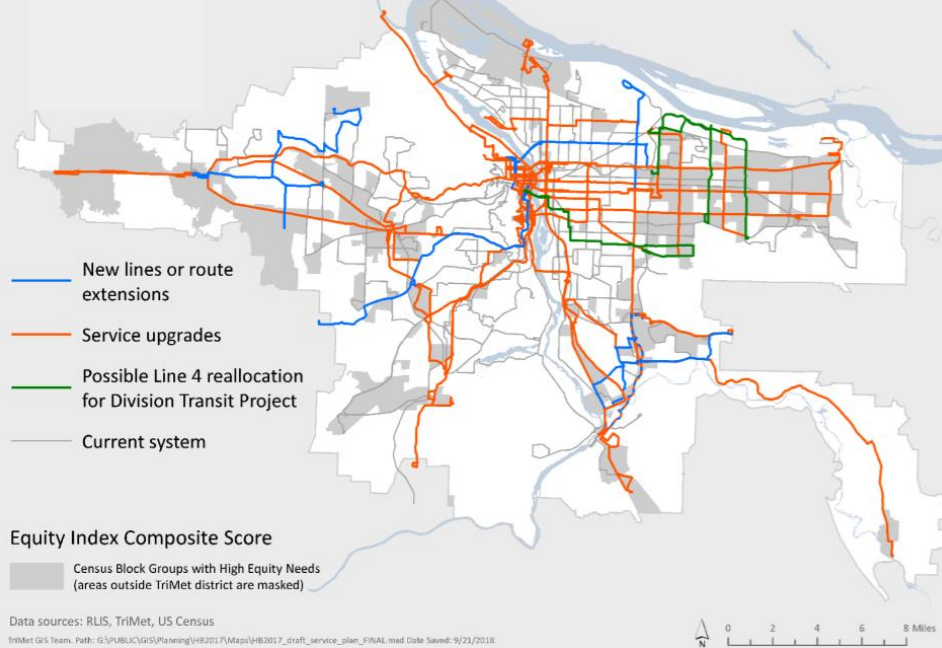 New lines or route
extensions
Service upgrades
Possible Line 4 reallocation
for Division Transit Project
Current system
Equity Index Composite Score
Census Block Groups with High Equity Needs
(areas outside TriMet district are masked)
Data sources: RLIS, TriMet, US Census
TriMet GIS Team. Path: G:\PUBLIC\GIS\Planning\HB2017\Maps\HB2017_draft_service_plan_FINAL.mxd Date Saved: 9/21/2018
N
0 2 4 6 8 Miles